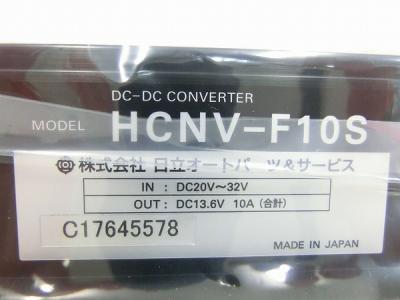 DC-DC CONVERTER
MODEL HCNV-F10S
株式会社 日立オートパーツ&サービス
IN : DC20V～32V
OUT : DC13.6V 10A (合計)
C17645578
MADE IN JAPAN